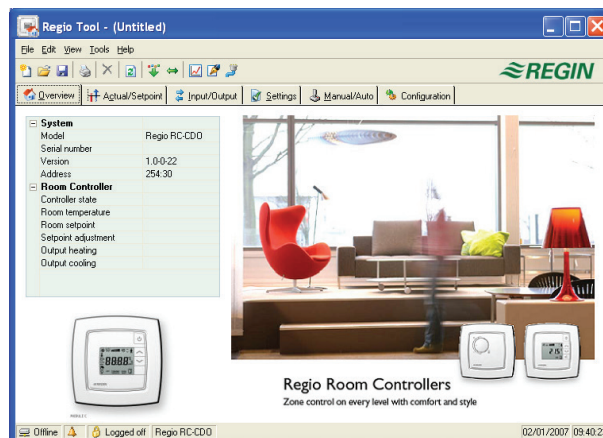 Regio Tool - (Untitled)
File Edit View Tools Help
REGIN
Overview Actual/Setpoint Input/Output Settings Manual/Auto Configuration
System
Model Regio RC-CDO
Serial number
Version 1.0-0-22
Address 254:30
Room Controller
Controller state
Room temperature
Room setpoint
Setpoint adjustment
Output heating
Output cooling
Regio Room Controllers
Zone control on every level with comfort and style
Offline Logged off Regio RC-CDO 02/01/2007 09:40:2